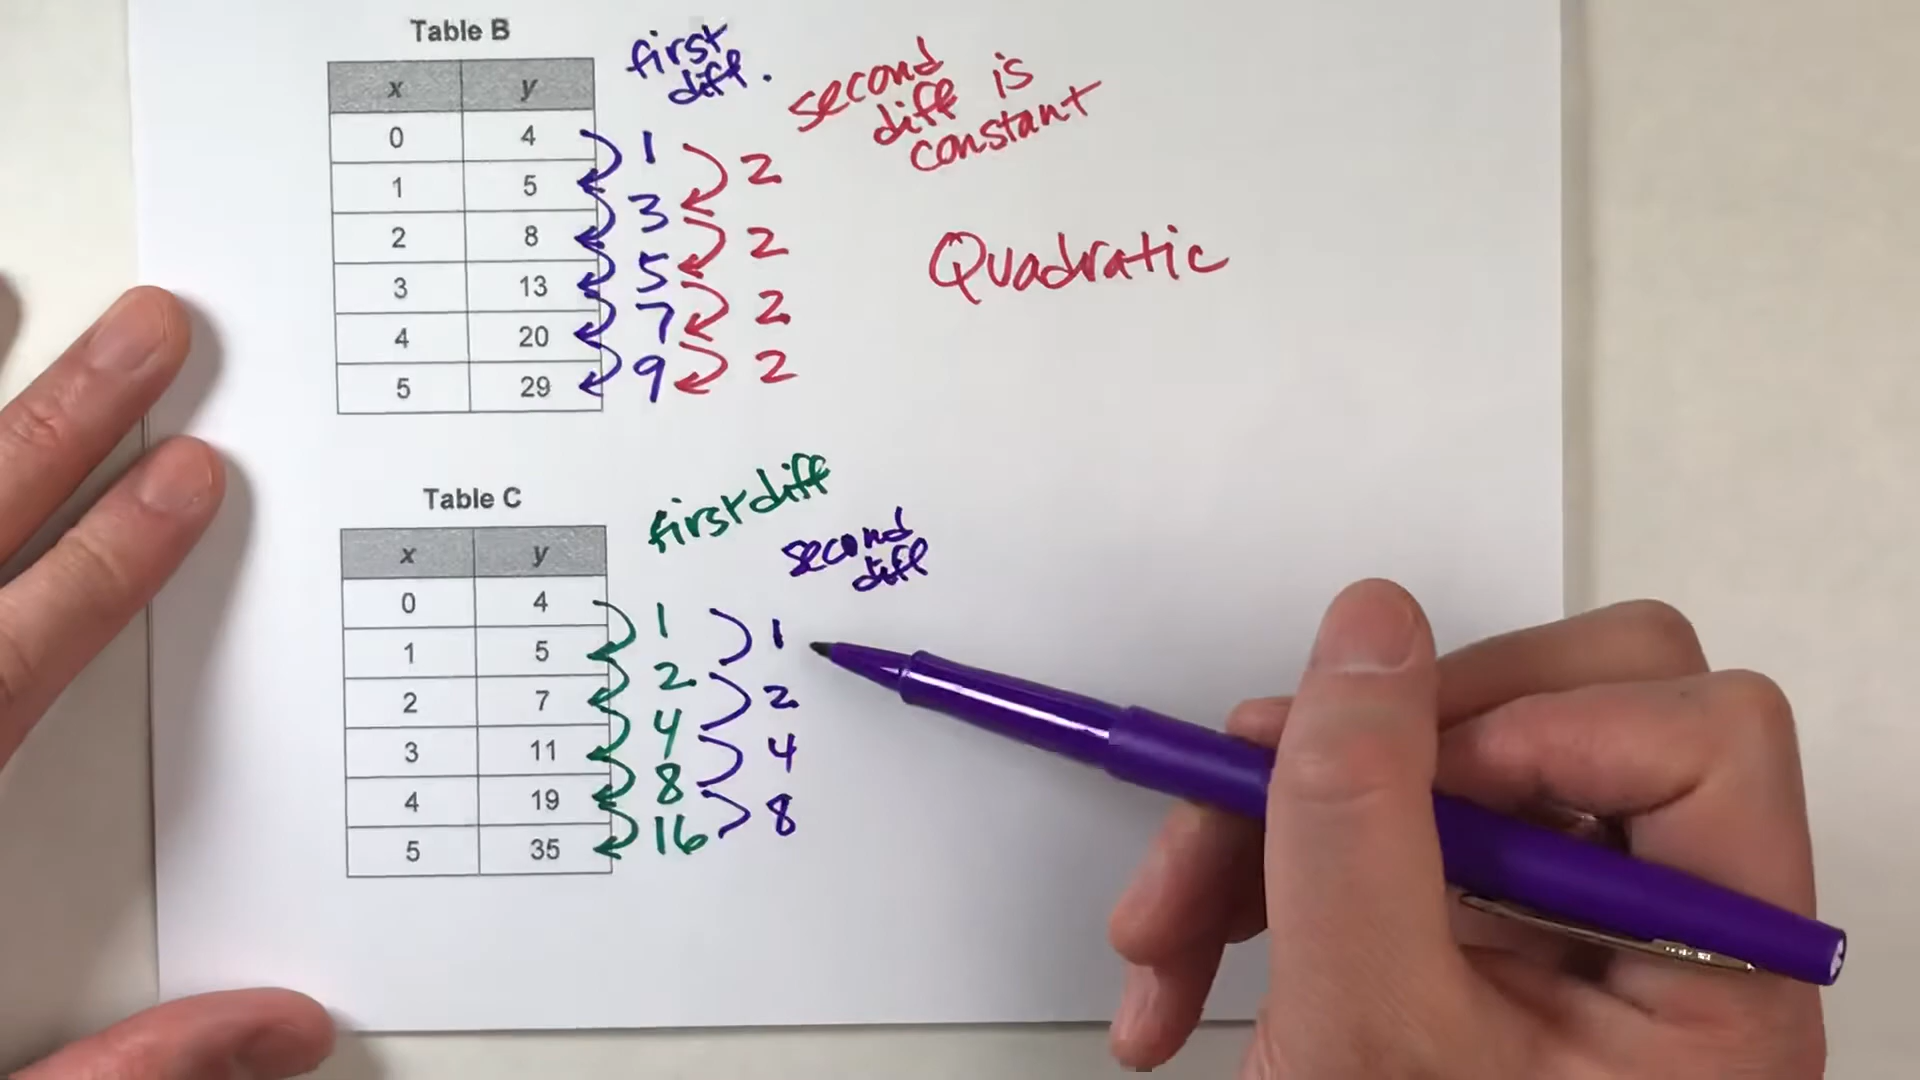 Table B
first
diff.
second
diff is
constant
x y
0 4
1 5
2 8
3 13
4 20
5 29
1
3
5
7
9
2
2
2
2
Quadratic
Table C
first diff
second
diff
x y
0 4
1 5
2 7
3 11
4 19
5 35
1
2
4
8
16
1
2
4
8